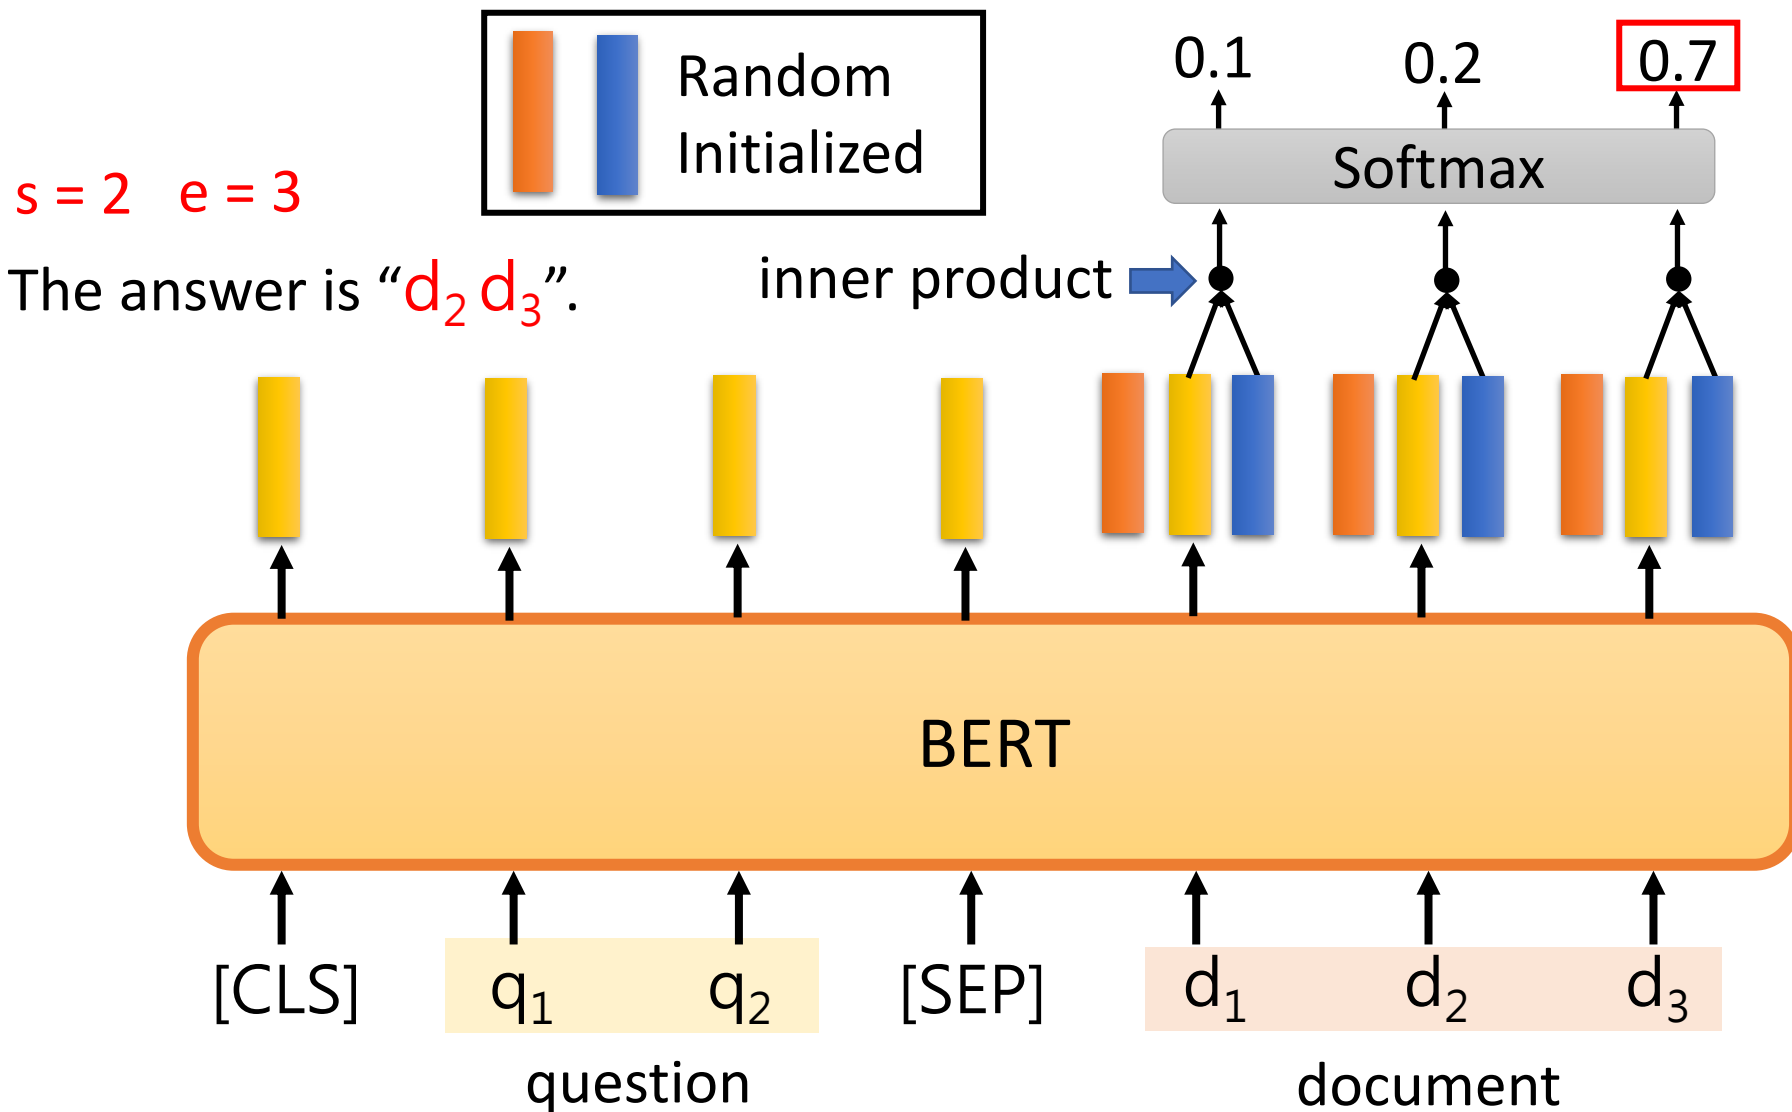 Random
Initialized
0.1 0.2 0.7
Softmax
s = 2 e = 3
The answer is “d₂ d₃”.
inner product
BERT
[CLS] q₁ q₂ [SEP] d₁ d₂ d₃
question document